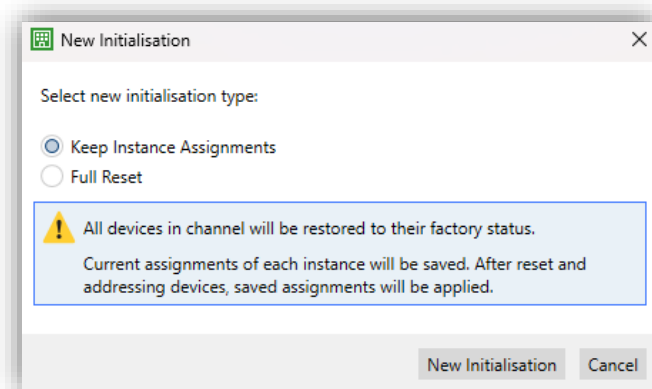 New Initialisation
Select new initialisation type:
Keep Instance Assignments
Full Reset
All devices in channel will be restored to their factory status.
Current assignments of each instance will be saved. After reset and
addressing devices, saved assignments will be applied.
New Initialisation Cancel